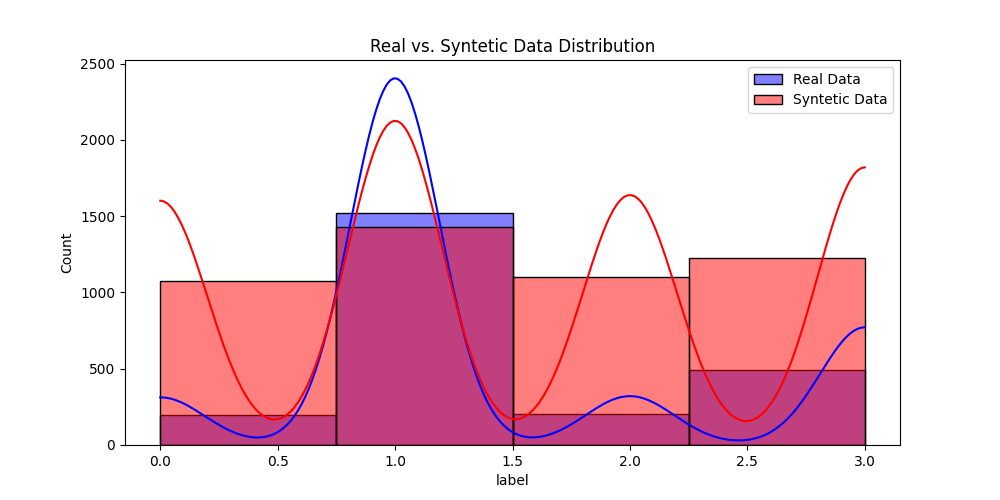 Real vs. Syntetic Data Distribution
Real Data
Syntetic Data
Count
2500
2000
1500
1000
500
0
0.0 0.5 1.0 1.5 2.0 2.5 3.0
label